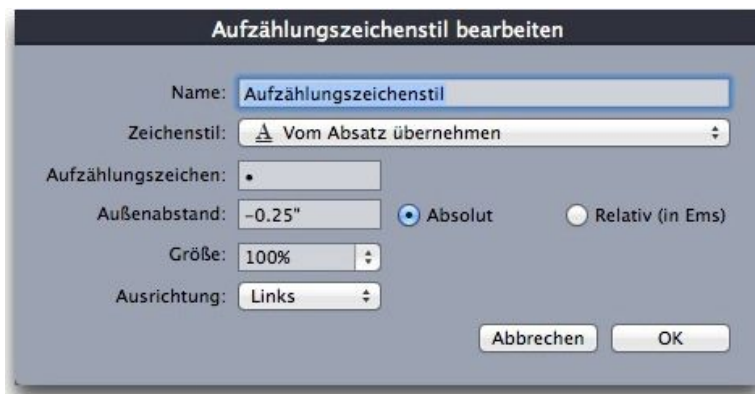 Aufzählungszeichenstil bearbeiten
Name: Aufzählungszeichenstil
Zeichenstil: A Vom Absatz übernehmen
Aufzählungszeichen: •
Außenabstand: -0.25" Absolut Relativ (in Ems)
Größe: 100%
Ausrichtung: Links
Abbrechen OK